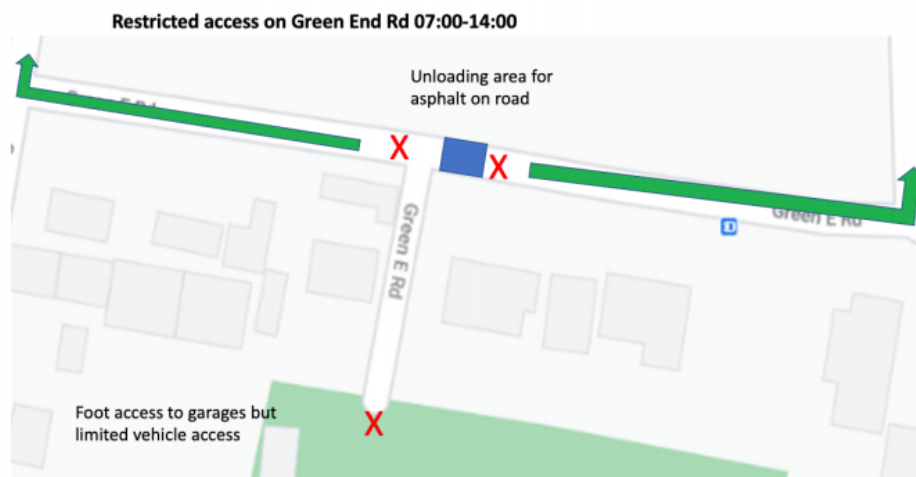 Restricted access on Green End Rd 07:00-14:00
Unloading area for
asphalt on road
X
X
Green E Rd
Green E Rd
X
Foot access to garages but
limited vehicle access